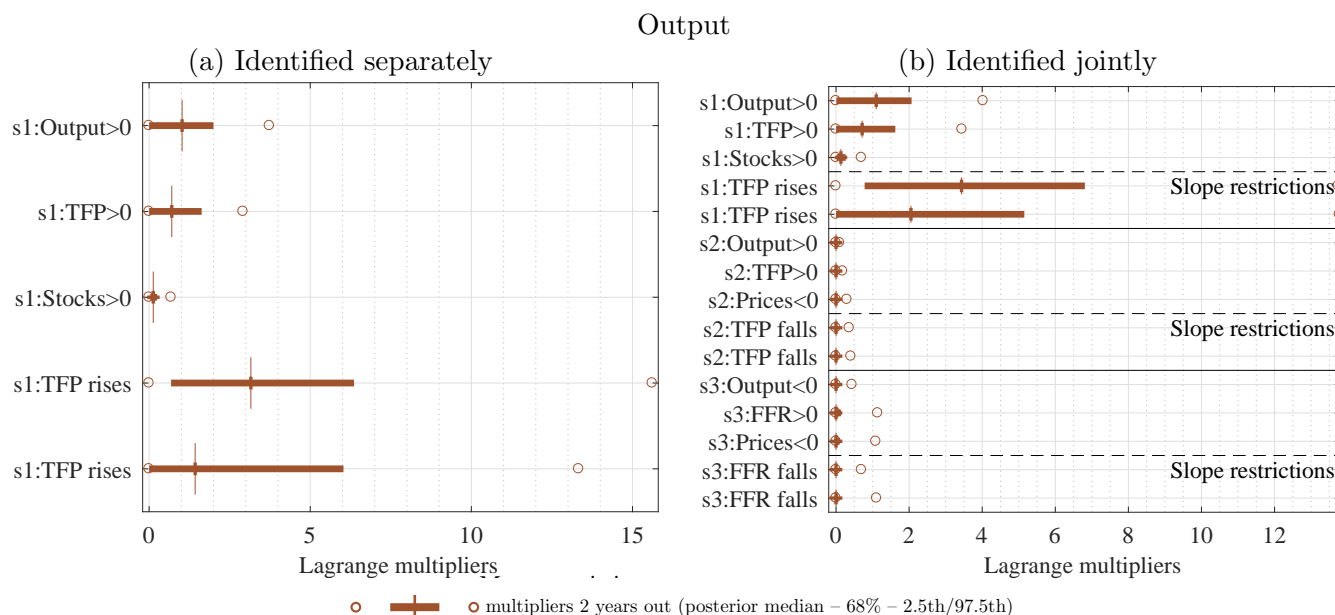 Output
(a) Identified separately
s1:Output>0
s1:TFP>0
s1:Stocks>0
s1:TFP rises
s1:TFP rises
0 5 10 15
Lagrange multipliers
(b) Identified jointly
s1:Output>0
s1:TFP>0
s1:Stocks>0
s1:TFP rises Slope restrictions
s1:TFP rises
s2:Output>0
s2:TFP>0
s2:Prices<0
s2:TFP falls Slope restrictions
s2:TFP falls
s3:Output<0
s3:FFR>0
s3:Prices<0
s3:FFR falls Slope restrictions
s3:FFR falls
0 2 4 6 8 10 12
Lagrange multipliers
multipliers 2 years out (posterior median – 68% – 2.5th/97.5th)